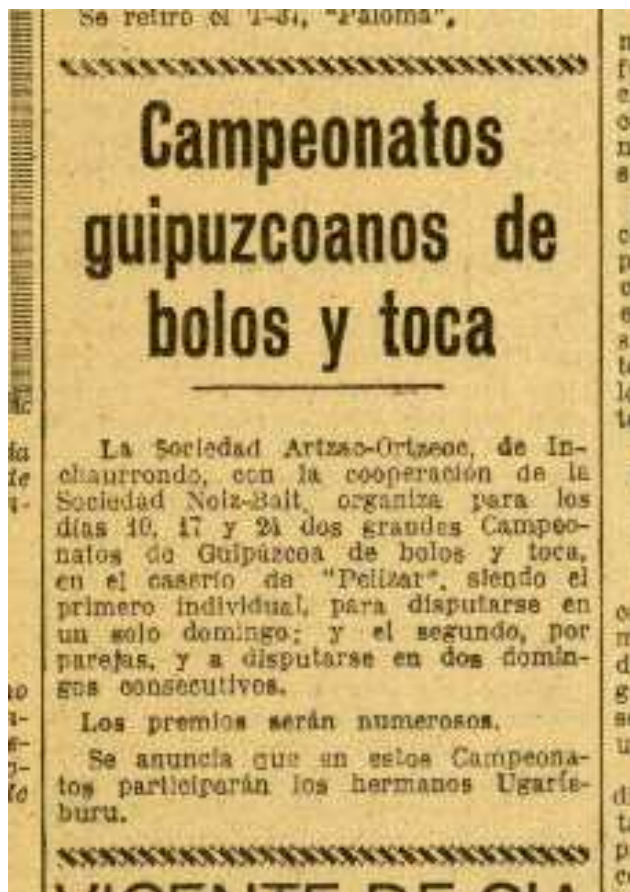 Se retiró el T-31, "Paloma".
Campeonatos
guipuzcoanos de
bolos y toca
La Sociedad Artzac-Ortzeoc, de In-
chaurrondo, con la cooperación de la
Sociedad Noiz-Bait, organiza para los
días 10, 17 y 24 dos grandes Campeo-
natos de Guipúzcoa de bolos y toca,
en el caserío de "Pelizar", siendo el
primero individual, para disputarse en
un solo domingo; y el segundo, por
parejas, y a disputarse en dos domin-
gos consecutivos.
Los premios serán numerosos.
Se anuncia que en estos Campeona-
tos participarán los hermanos Ugarís-
buru.
VICENTE DE